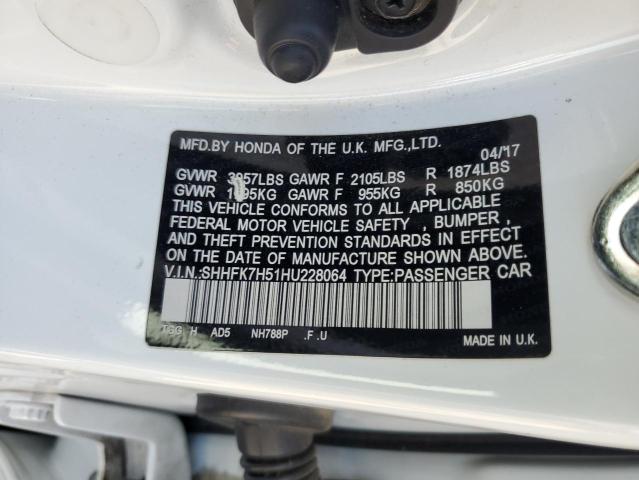 MFD.BY HONDA OF THE U.K. MFG.,LTD.
04/17
GVWR LBS GAWR F 2105LBS R 1874LBS
GVWR GAWR F 955KG R 850KG
THIS VEHICLE CONFORMS TO ALL APPLICABLE
FEDERAL MOTOR VEHICLE SAFETY , BUMPER ,
AND THEFT PREVENTION STANDARDS IN EFFECT
ON THE DATE OF MANUFACTURE SHOWN ABOVE.
V.I.N.:SHHFK7H51HU228064 TYPE:PASSENGER CAR
TGG H AD5 NH788P .F .U MADE IN U.K.